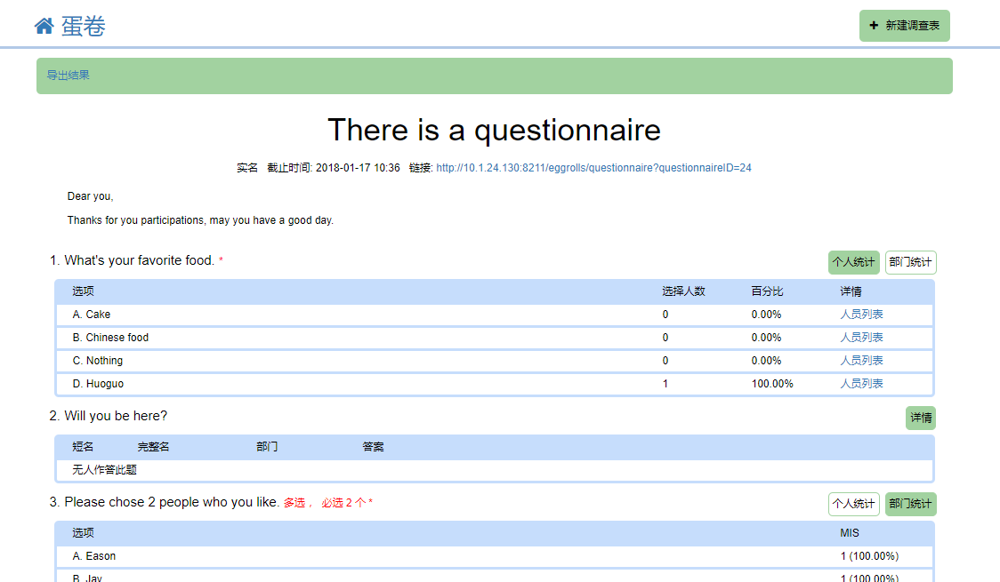 蛋卷
新建调查表
导出结果
There is a questionnaire
实名 截止时间: 2018-01-17 10:36 链接: http://10.1.24.130:8211/eggrolls/questionnaire?questionnaireID=24
Dear you,
Thanks for you participations, may you have a good day.
1. What's your favorite food. * 个人统计 部门统计
选项 选择人数 百分比 详情
A. Cake 0 0.00% 人员列表
B. Chinese food 0 0.00% 人员列表
C. Nothing 0 0.00% 人员列表
D. Huoguo 1 100.00% 人员列表
2. Will you be here? 详情
短名 完整名 部门 答案
无人作答此题
3. Please chose 2 people who you like. 多选， 必选 2 个 * 个人统计 部门统计
选项 MIS
A. Eason 1 (100.00%)
B. Jay 1 (100.00%)